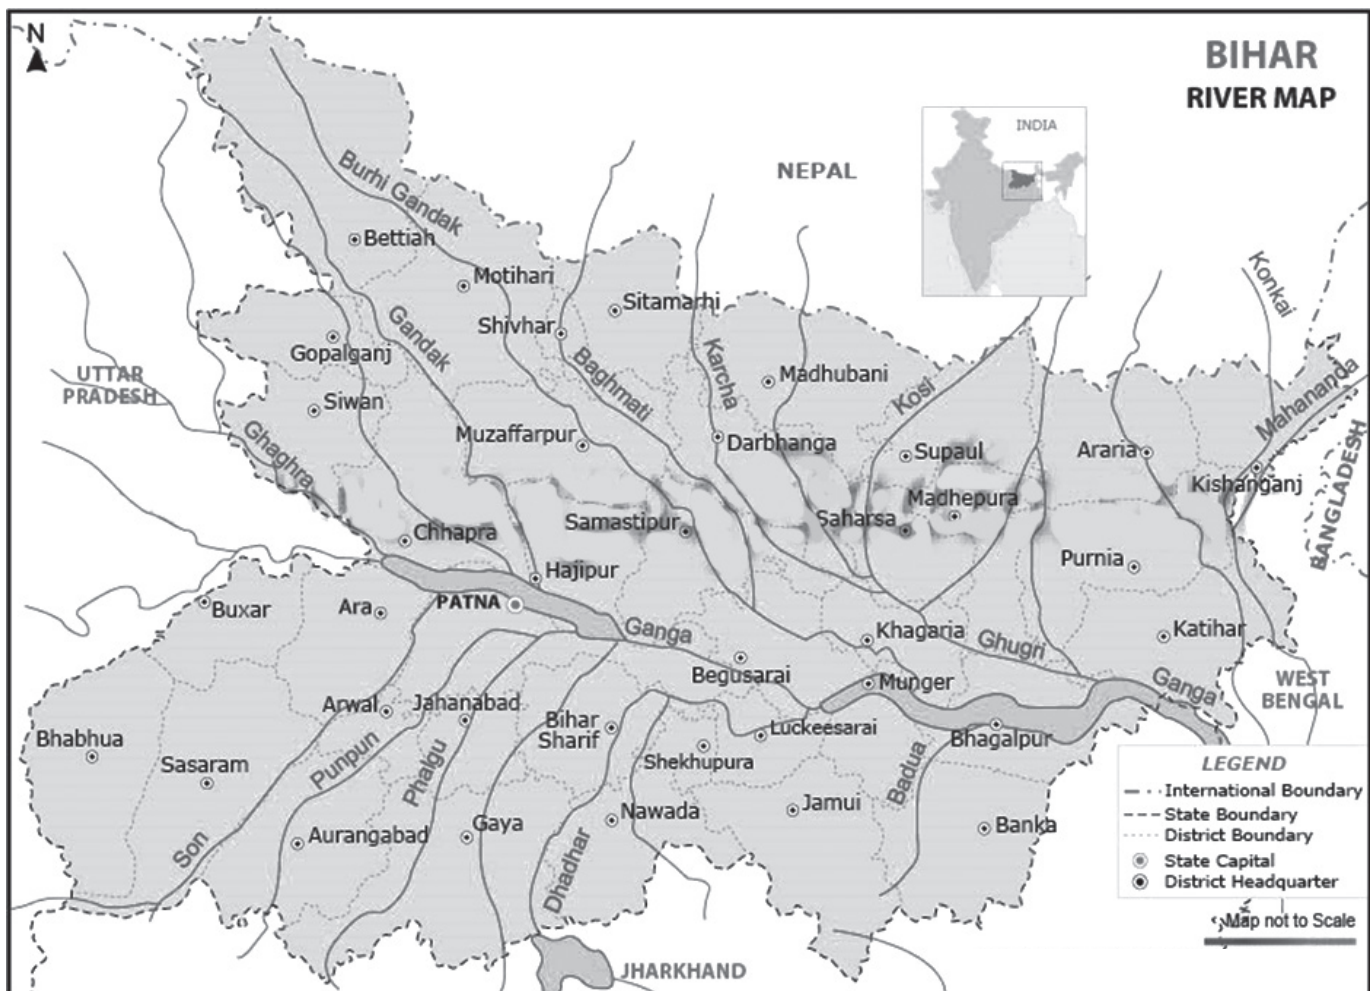 N
BIHAR
RIVER MAP
INDIA
NEPAL
Burhi Gandak
Bettiah
Motihari
Konkai
Sitamarhi
Shivhar
Gandak
Gopalganj
Karcha
Baghmati
Madhubani
Kosi
UTTAR
PRADESH
Siwan
Mahananda
Ghaghra
Muzaffarpur
Darbhanga
Supaul
Araria
Kishanganj
BANGLADESH
Madhepura
Chhapra
Samastipur
Saharsa
Purnia
Hajipur
Buxar
Ara
PATNA
Ganga
Khagaria
Ghugri
Katihar
Begusarai
Munger
Ganga
WEST
BENGAL
Arwal
Jahanabad
Bihar
Sharif
Luckeesarai
Bhagalpur
Bhabhua
Sasaram
Punpun
Phalgu
Shekhupura
Badua
Son
Aurangabad
Gaya
Dhadhar
Nawada
Jamui
Banka
JHARKHAND
LEGEND
International Boundary
State Boundary
District Boundary
State Capital
District Headquarter
Map not to Scale